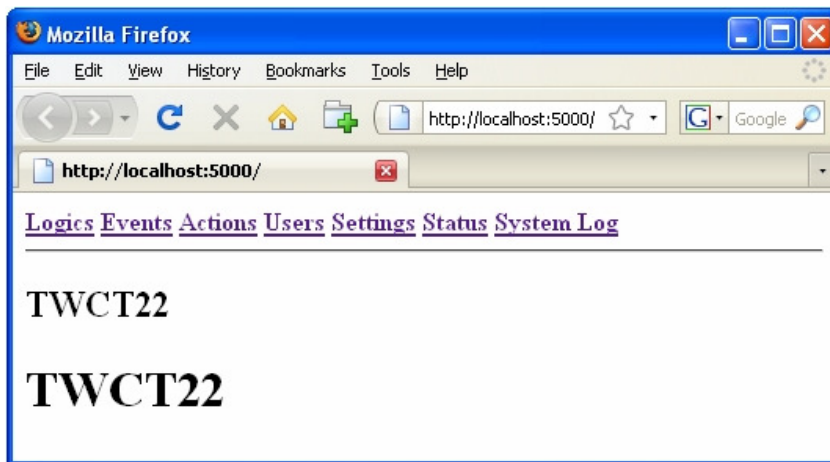 Mozilla Firefox
File Edit View History Bookmarks Tools Help
http://localhost:5000/ G Google
http://localhost:5000/
Logics Events Actions Users Settings Status System Log
TWCT22
TWCT22